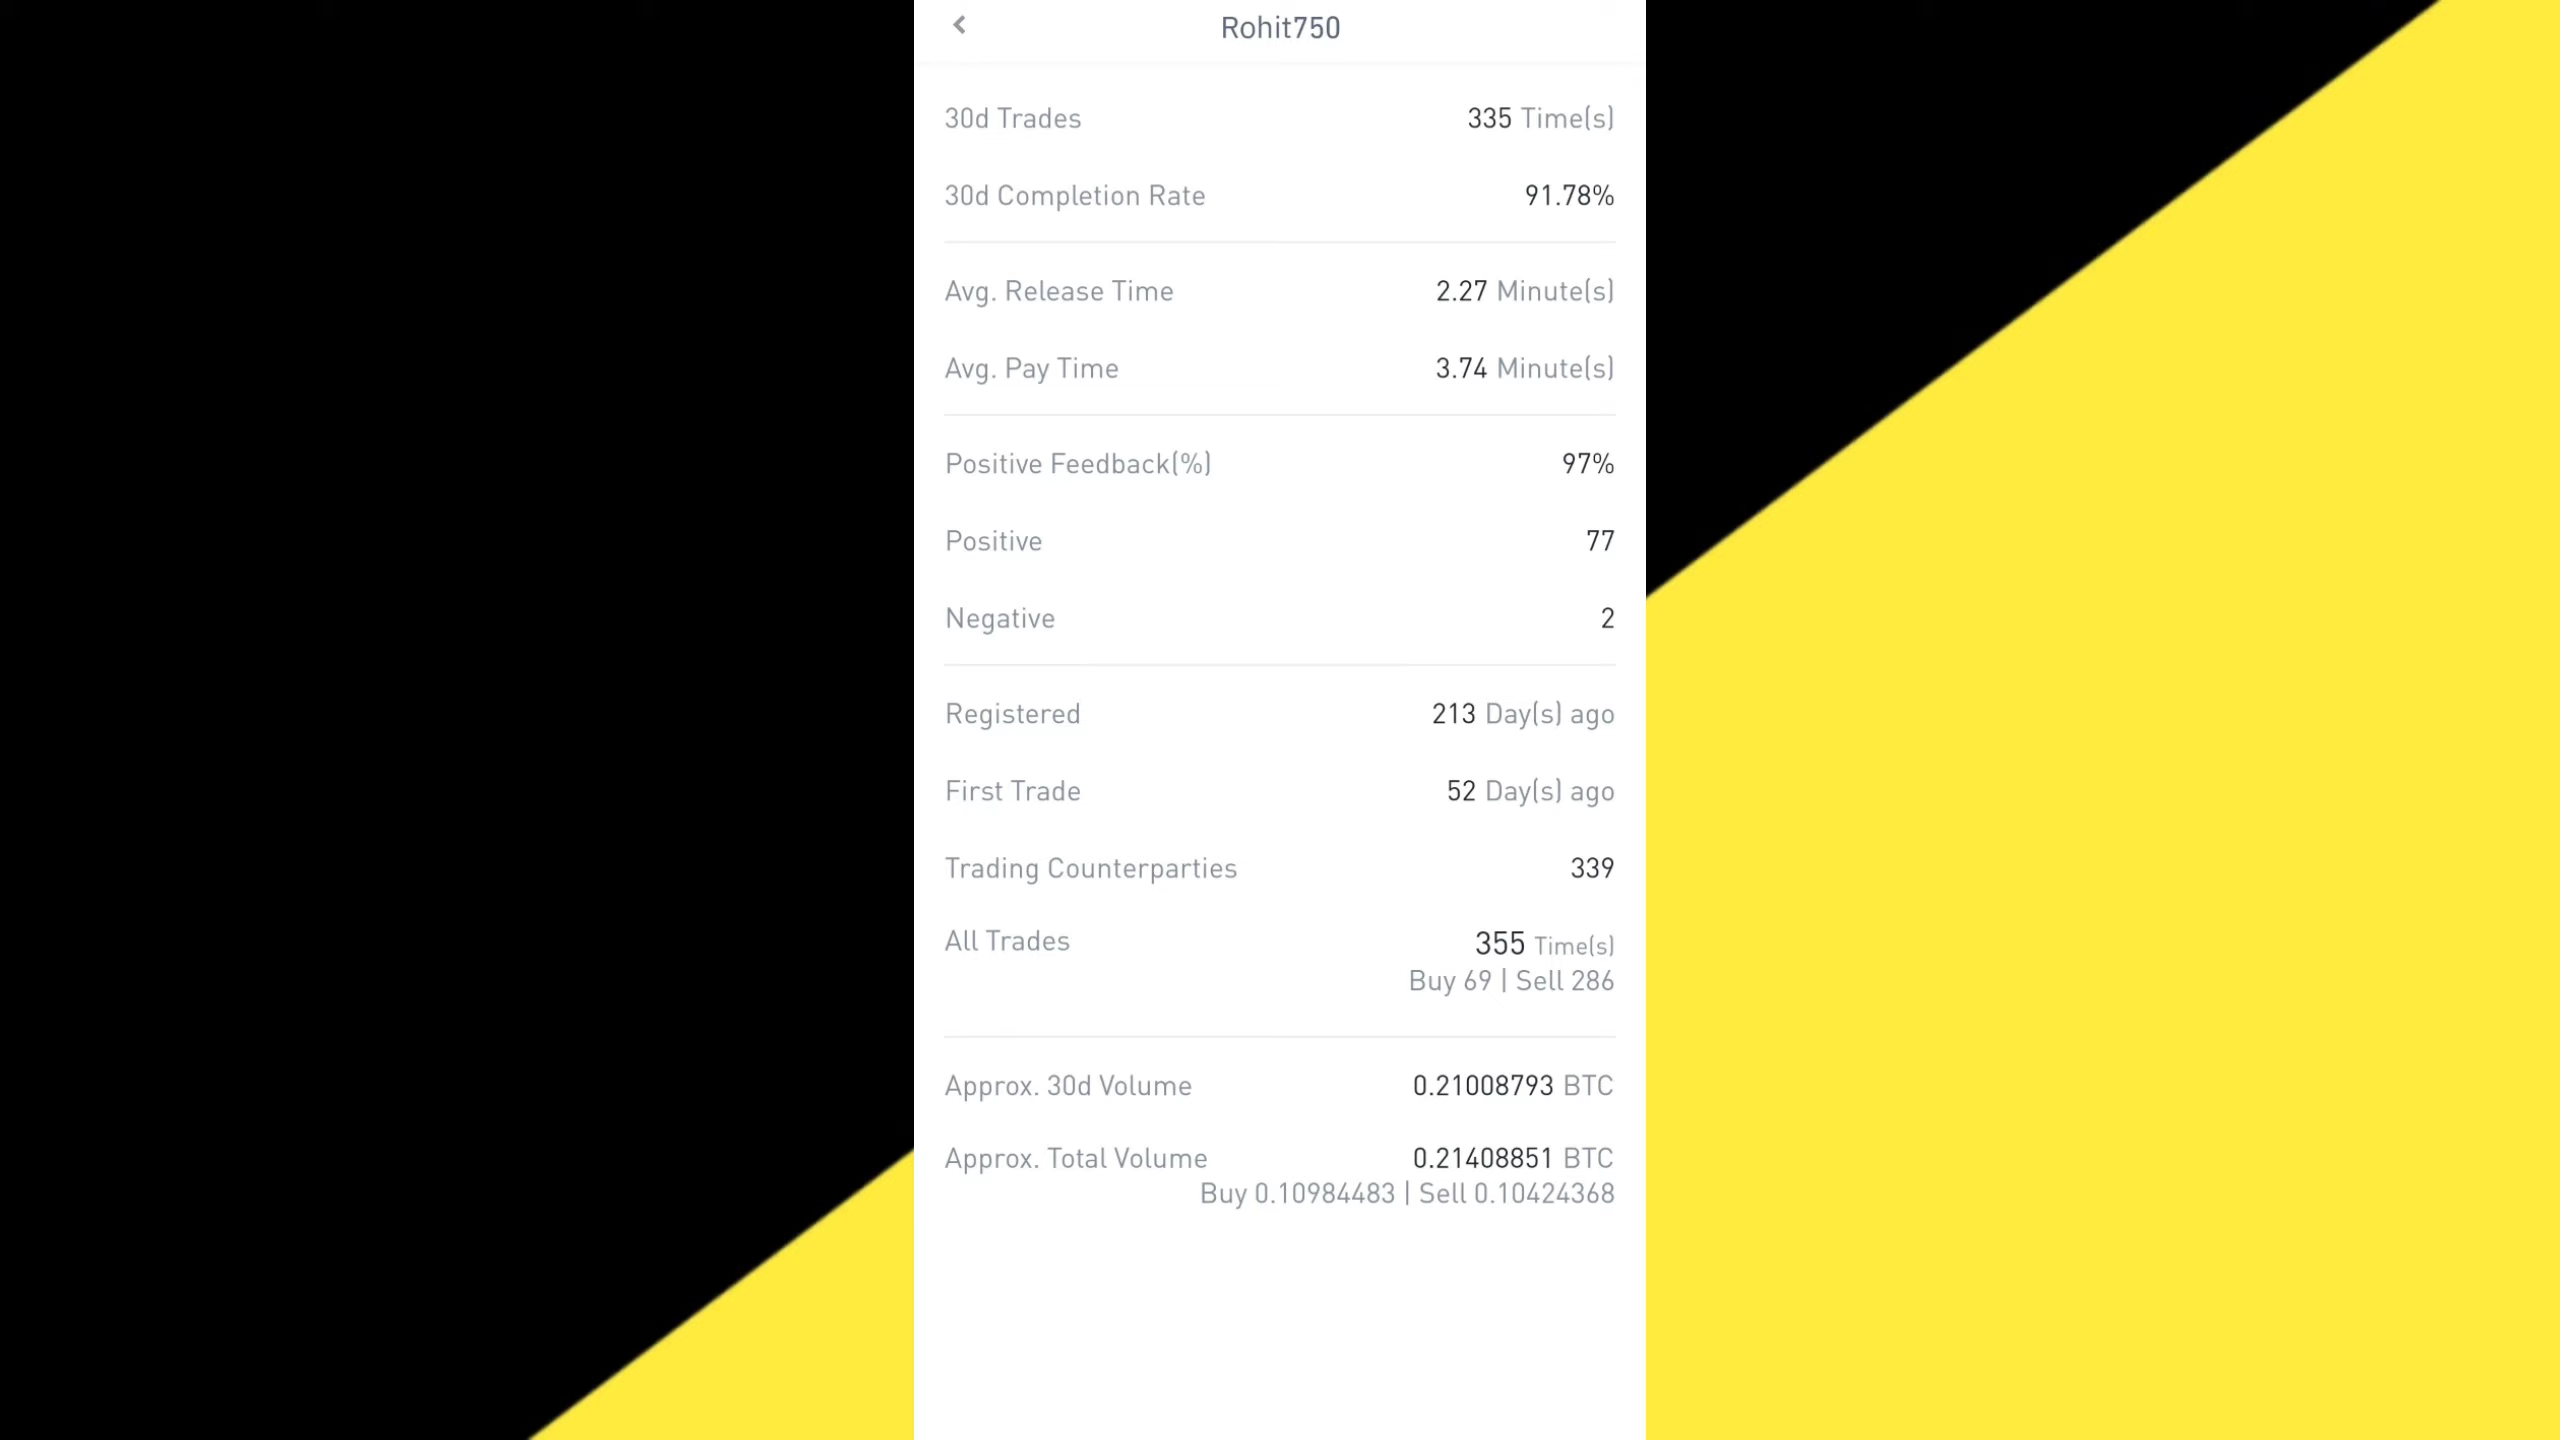 Rohit750
30d Trades 335 Time(s)
30d Completion Rate 91.78%
Avg. Release Time 2.27 Minute(s)
Avg. Pay Time 3.74 Minute(s)
Positive Feedback(%) 97%
Positive 77
Negative 2
Registered 213 Day(s) ago
First Trade 52 Day(s) ago
Trading Counterparties 339
All Trades 355 Time(s)
Buy 69 | Sell 286
Approx. 30d Volume 0.21008793 BTC
Approx. Total Volume 0.21408851 BTC
Buy 0.10984483 | Sell 0.10424368